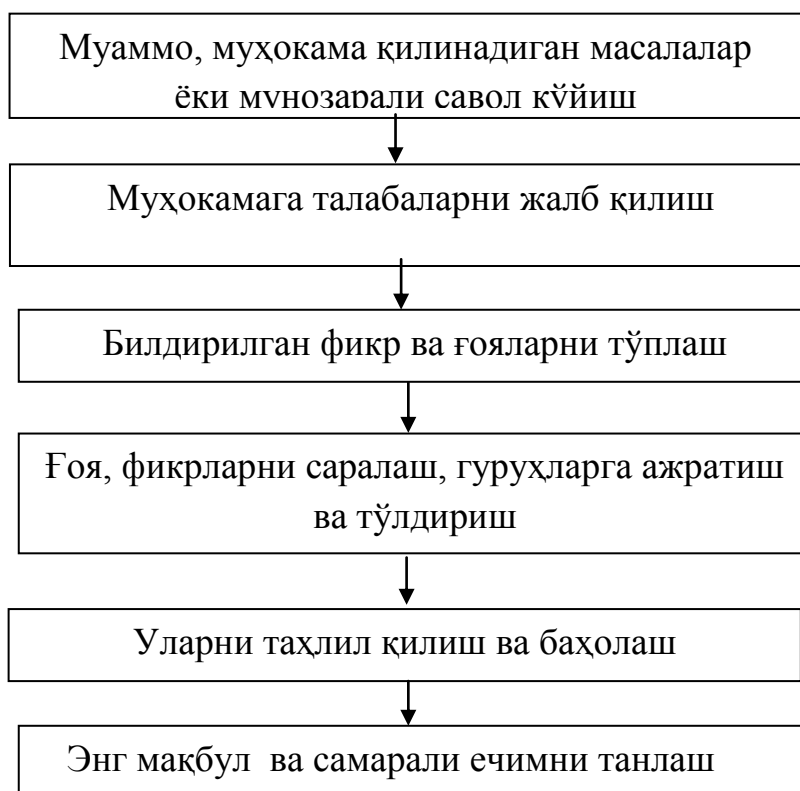 Муаммо, муҳокама қилинадиган масалалар
ёки мунозарали савол қўйиш
Муҳокамага талабаларни жалб қилиш
Билдирилган фикр ва ғояларни тўплаш
Ғоя, фикрларни саралаш, гуруҳларга ажратиш
ва тўлдириш
Уларни таҳлил қилиш ва баҳолаш
Энг мақбул ва самарали ечимни танлаш